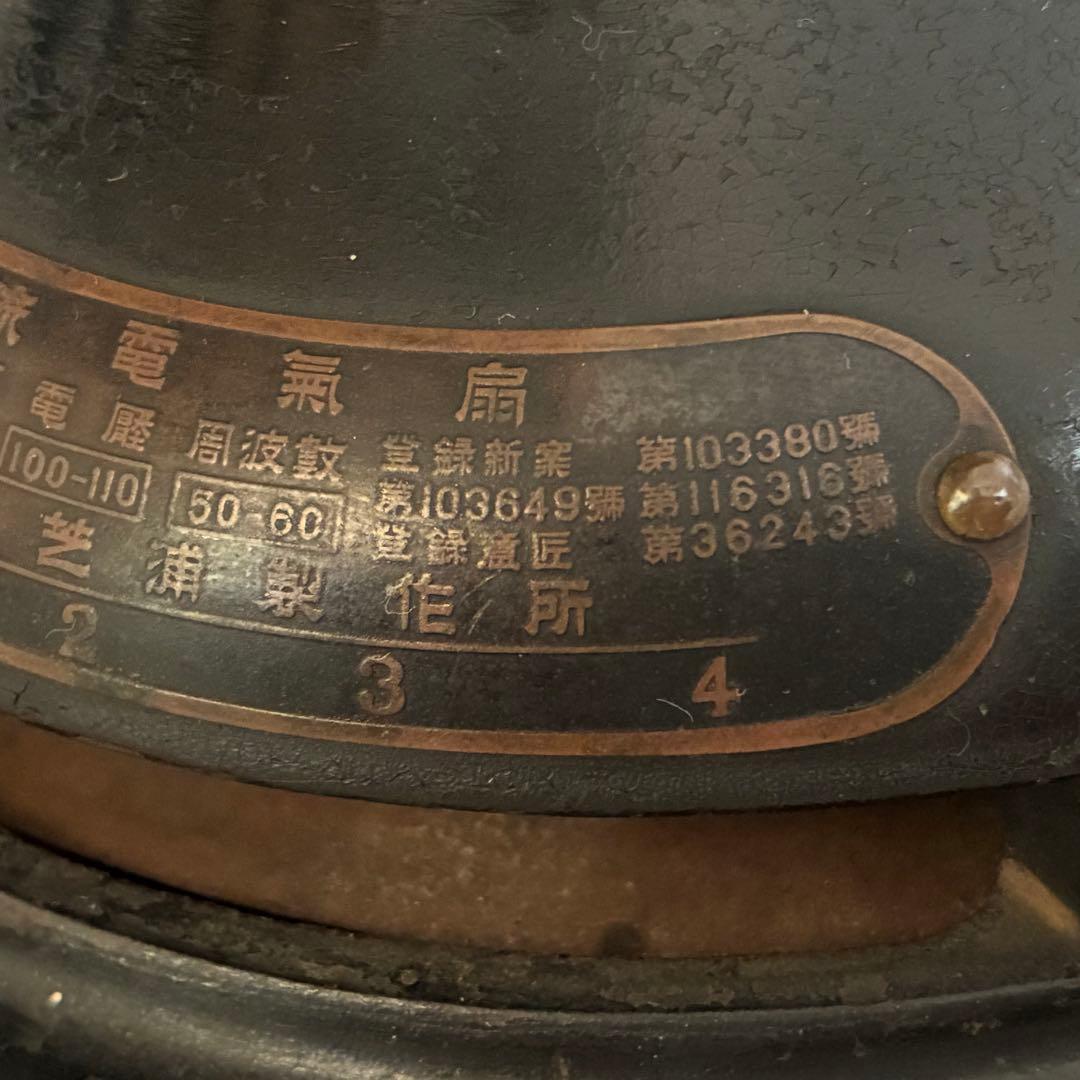 流電氣扇
電壓 周波數 登録新案 第103380號
100-110 50-60 第103649號 第116316號
登録意匠 第36243號
芝浦製作所
2 3 4